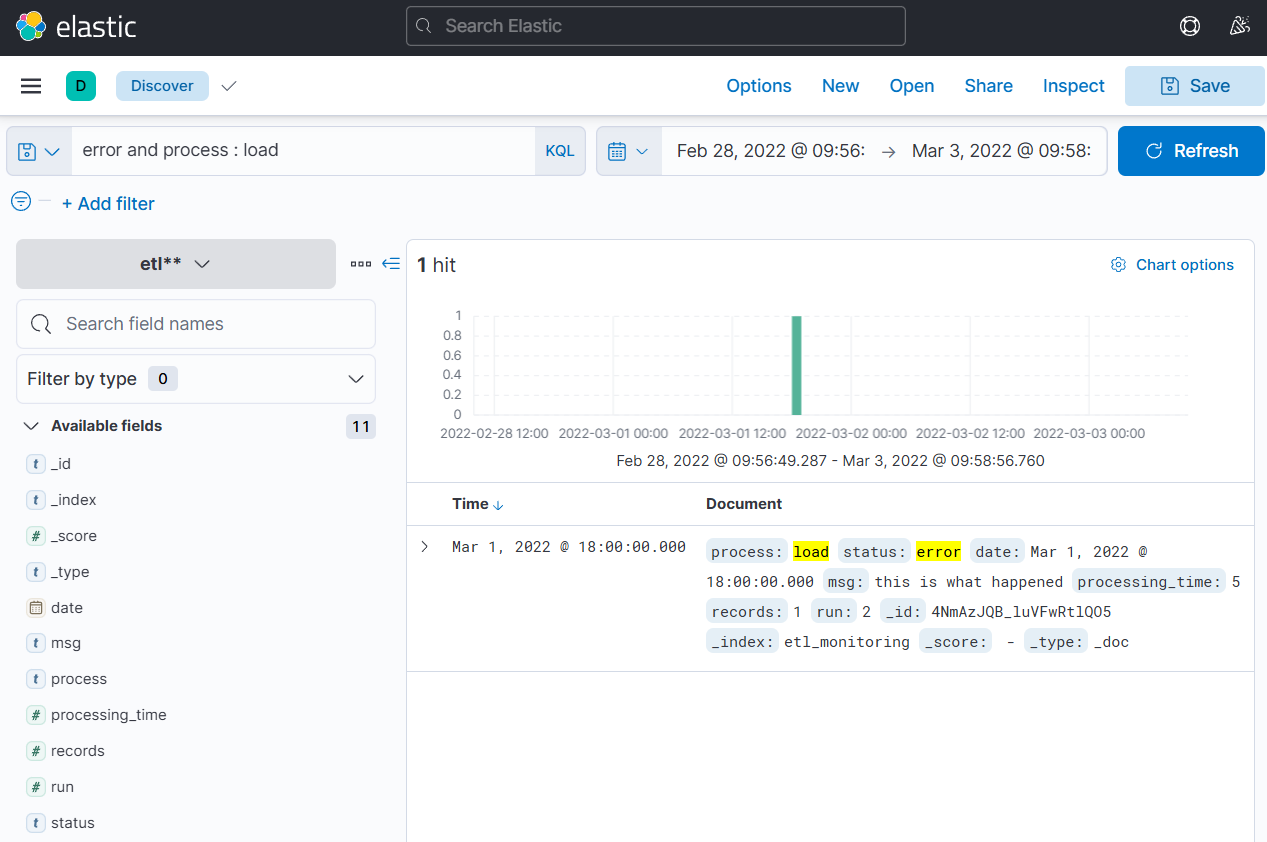 elastic
Search Elastic
D
Discover
Options
New
Open
Share
Inspect
Save
error and process : load
KQL
Feb 28, 2022 @ 09:56:
→
Mar 3, 2022 @ 09:58:
Refresh
+ Add filter
etl**
Search field names
Filter by type 0
Available fields 11
t _id
t _index
# _score
t _type
date
t msg
t process
# processing_time
# records
# run
t status
1 hit
Chart options
1
0.8
0.6
0.4
0.2
0
2022-02-28 12:00 2022-03-01 00:00 2022-03-01 12:00 2022-03-02 00:00 2022-03-02 12:00 2022-03-03 00:00
Feb 28, 2022 @ 09:56:49.287 - Mar 3, 2022 @ 09:58:56.760
Time ↓ Document
Mar 1, 2022 @ 18:00:00.000
process: load status: error date: Mar 1, 2022 @
18:00:00.000 msg: this is what happened processing_time: 5
records: 1 run: 2 _id: 4NmAzJQB_luVFwRtlQO5
_index: etl_monitoring _score: - _type: _doc